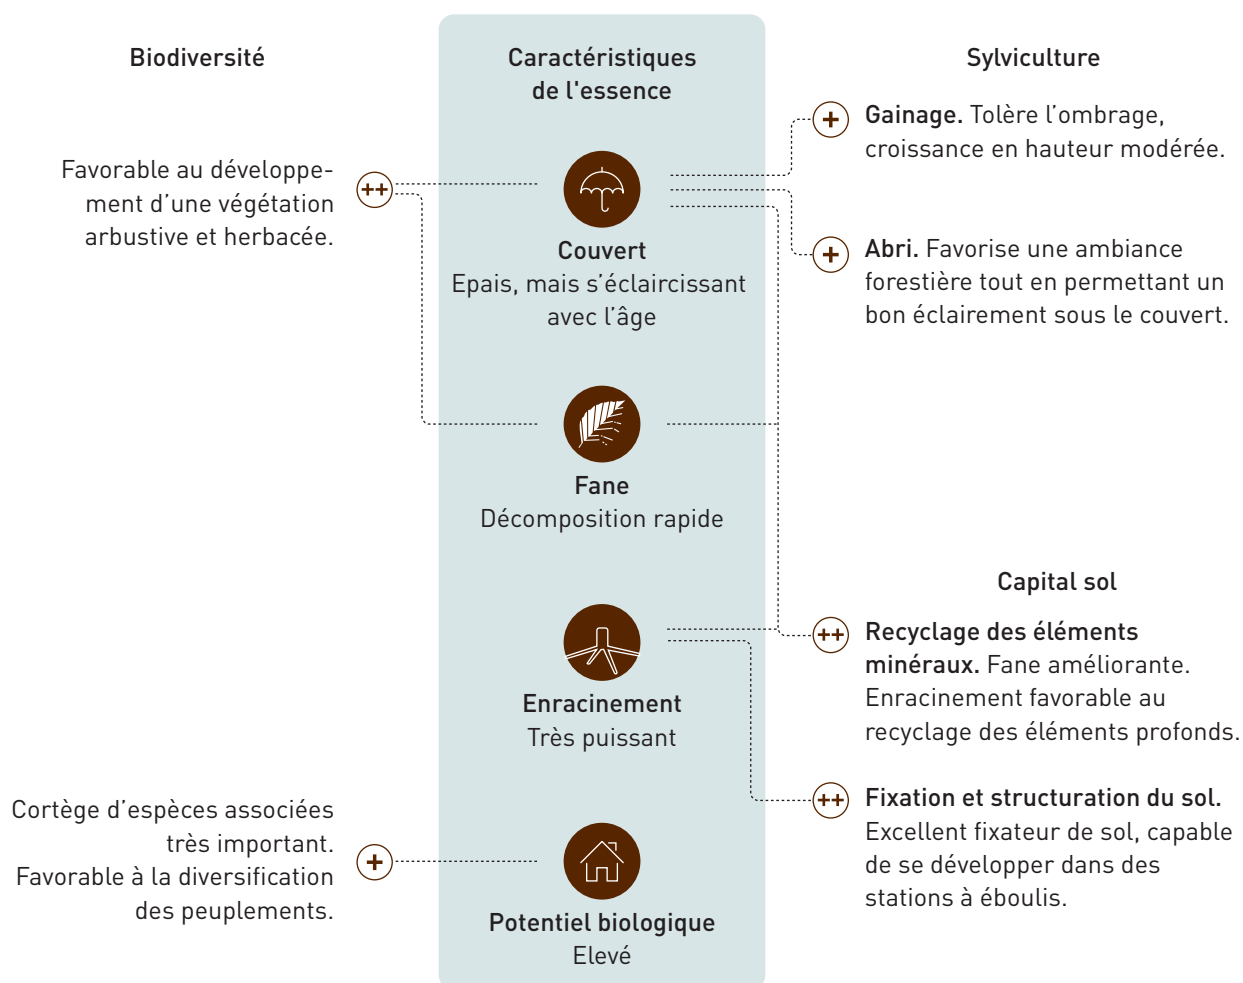 Biodiversité
Favorable au développe-
ment d’une végétation
arbustive et herbacée.
++
Cortège d’espèces associées
très important.
Favorable à la diversification
des peuplements.
+
Caractéristiques
de l'essence
Couvert
Epais, mais s’éclaircissant
avec l’âge
Fane
Décomposition rapide
Enracinement
Très puissant
Potentiel biologique
Elevé
Sylviculture
+
Gainage. Tolère l’ombrage,
croissance en hauteur modérée.
+
Abri. Favorise une ambiance
forestière tout en permettant un
bon éclairement sous le couvert.
Capital sol
++
Recyclage des éléments
minéraux. Fane améliorante.
Enracinement favorable au
recyclage des éléments profonds.
++
Fixation et structuration du sol.
Excellent fixateur de sol, capable
de se développer dans des
stations à éboulis.